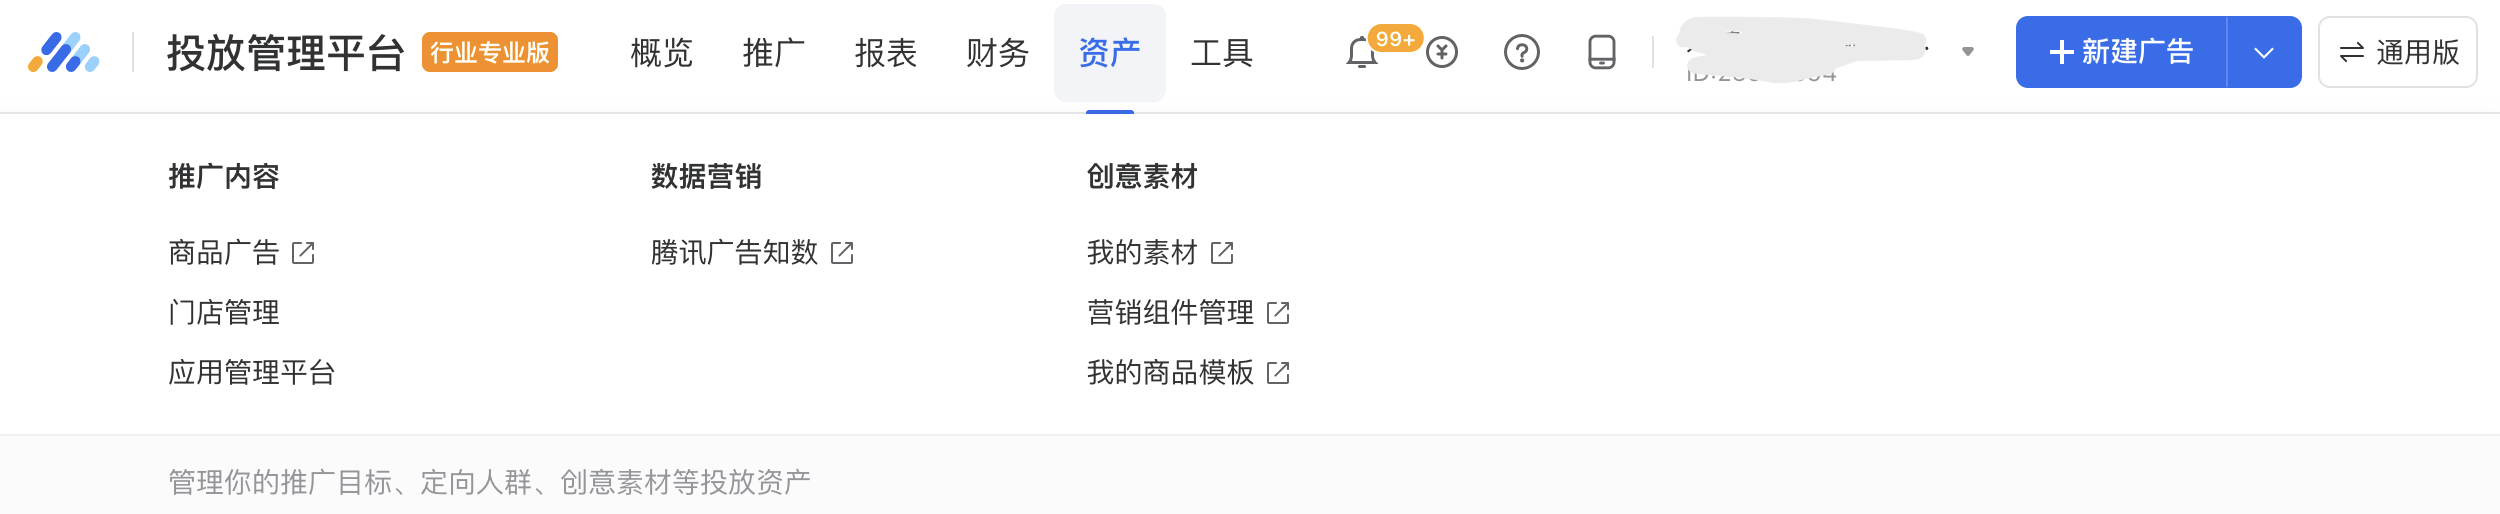 投放管理平台 行业专业版 概览 推广 报表 财务 资产 工具 99+ 新建广告 通用版
推广内容 数据营销 创意素材
商品广告 腾讯广告知数 我的素材
门店管理 营销组件管理
应用管理平台 我的商品模板
管理你的推广目标、定向人群、创意素材等投放资产